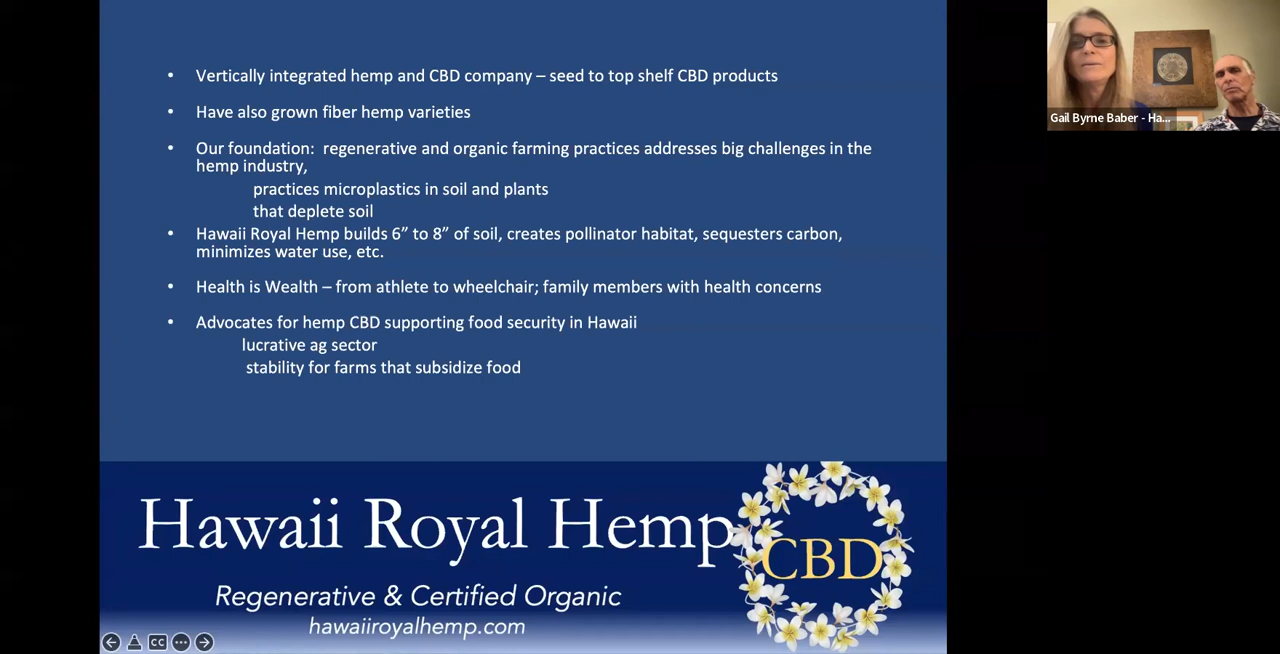 • Vertically integrated hemp and CBD company – seed to top shelf CBD products
• Have also grown fiber hemp varieties
• Our foundation: regenerative and organic farming practices addresses big challenges in the
hemp industry,
practices microplastics in soil and plants
that deplete soil
• Hawaii Royal Hemp builds 6” to 8” of soil, creates pollinator habitat, sequesters carbon,
minimizes water use, etc.
• Health is Wealth – from athlete to wheelchair; family members with health concerns
• Advocates for hemp CBD supporting food security in Hawaii
lucrative ag sector
stability for farms that subsidize food
Hawaii Royal Hemp
CBD
Regenerative & Certified Organic
hawaiiroyalhemp.com
CC
Gail Byrne Baber - Ha...